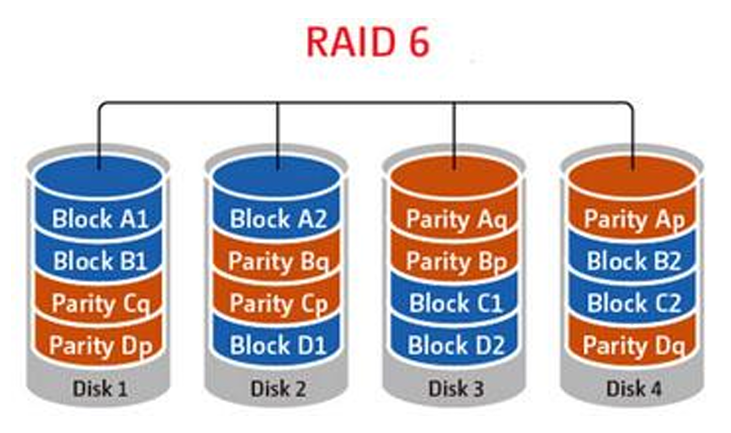 RAID 6
Block A1 Block A2 Parity Aq Parity Ap
Block B1 Parity Bq Parity Bp Block B2
Parity Cq Parity Cp Block C1 Block C2
Parity Dp Block D1 Block D2 Parity Dq
Disk 1 Disk 2 Disk 3 Disk 4